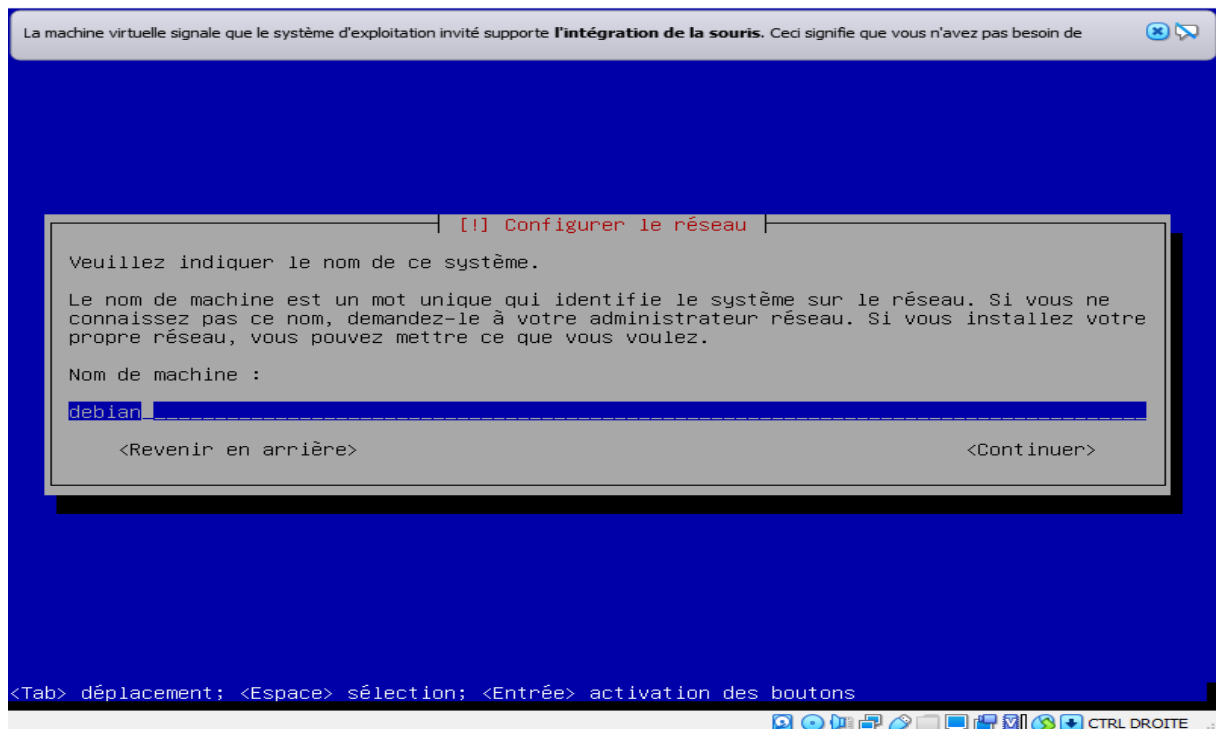 La machine virtuelle signale que le système d'exploitation invité supporte l'intégration de la souris. Ceci signifie que vous n'avez pas besoin de
[!] Configurer le réseau
Veuillez indiquer le nom de ce système.
Le nom de machine est un mot unique qui identifie le système sur le réseau. Si vous ne
connaissez pas ce nom, demandez-le à votre administrateur réseau. Si vous installez votre
propre réseau, vous pouvez mettre ce que vous voulez.
Nom de machine :
debian
<Revenir en arrière> <Continuer>
<Tab> déplacement; <Espace> sélection; <Entrée> activation des boutons
CTRL DROITE